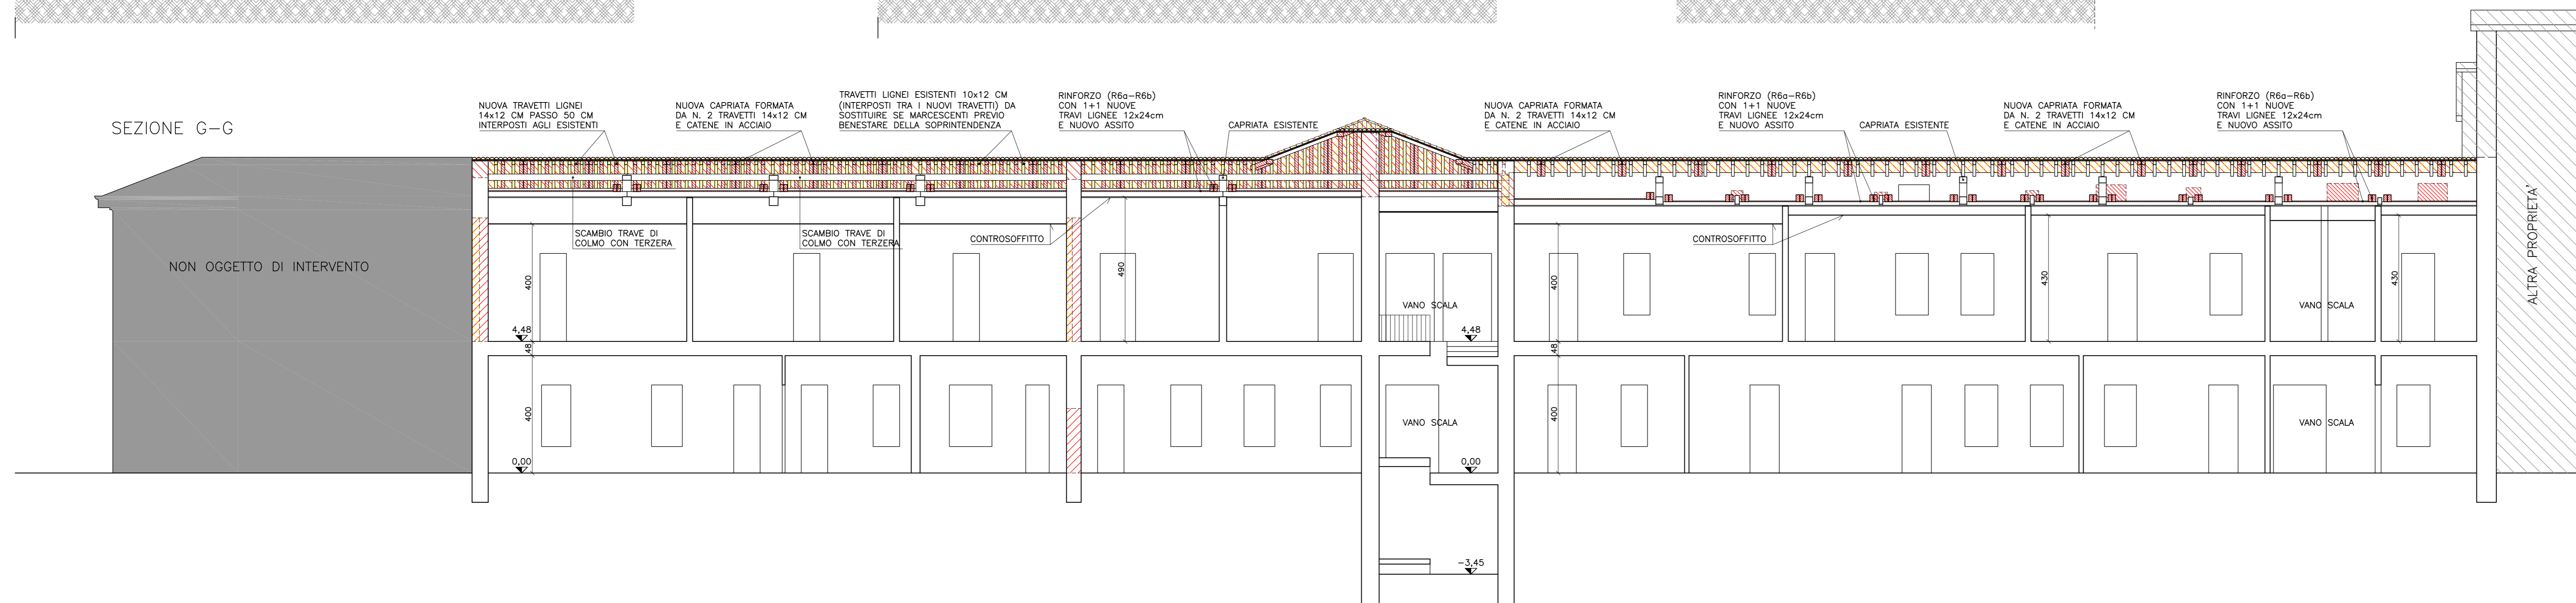 SEZIONE G-G
NUOVA TRAVETTI LIGNEI
14x12 CM PASSO 50 CM
INTERPOSTI AGLI ESISTENTI
NUOVA CAPRIATA FORMATA
DA N. 2 TRAVETTI 14x12 CM
E CATENE IN ACCIAIO
TRAVETTI LIGNEI ESISTENTI 10x12 CM
(INTERPOSTI TRA I NUOVI TRAVETTI) DA
SOSTITUIRE SE MARCESCENTI PREVIO
BENESTARE DELLA SOPRINTENDENZA
RINFORZO (R6a-R6b)
CON 1+1 NUOVE
TRAVI LIGNEE 12x24cm
E NUOVO ASSITO
CAPRIATA ESISTENTE
NUOVA CAPRIATA FORMATA
DA N. 2 TRAVETTI 14x12 CM
E CATENE IN ACCIAIO
RINFORZO (R6a-R6b)
CON 1+1 NUOVE
TRAVI LIGNEE 12x24cm
E NUOVO ASSITO
CAPRIATA ESISTENTE
NUOVA CAPRIATA FORMATA
DA N. 2 TRAVETTI 14x12 CM
E CATENE IN ACCIAIO
RINFORZO (R6a-R6b)
CON 1+1 NUOVE
TRAVI LIGNEE 12x24cm
E NUOVO ASSITO
SCAMBIO TRAVE DI
COLMO CON TERZERA
SCAMBIO TRAVE DI
COLMO CON TERZERA
CONTROSOFFITTO
CONTROSOFFITTO
NON OGGETTO DI INTERVENTO
ALTRA PROPRIETA'
400
490
400
430
430
VANO SCALA
VANO SCALA
4,48
4,48
48
48
400
400
VANO SCALA
VANO SCALA
0,00
0,00
-3,45